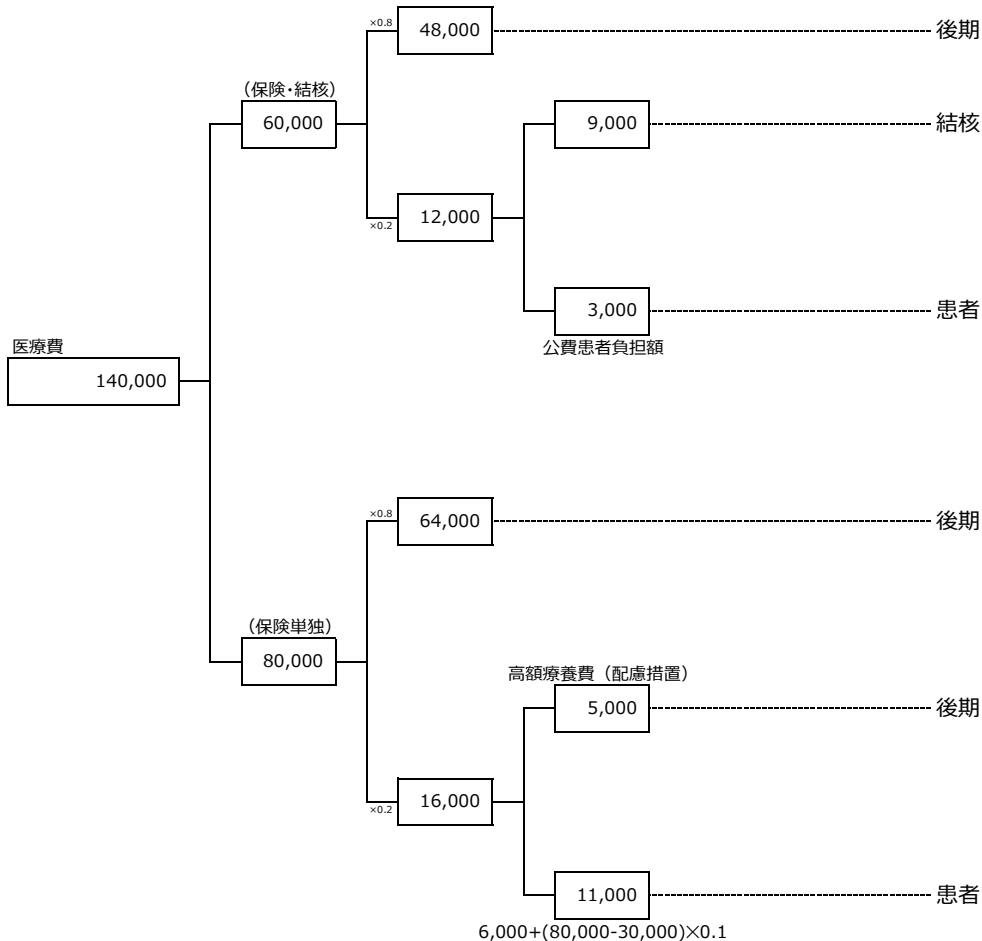 ×0.8
48,000
後期
(保険・結核)
60,000
9,000
結核
×0.2
12,000
3,000
患者
公費患者負担額
医療費
140,000
×0.8
64,000
後期
(保険単独)
80,000
高額療養費(配慮措置)
5,000
後期
×0.2
16,000
11,000
患者
6,000+(80,000-30,000)×0.1